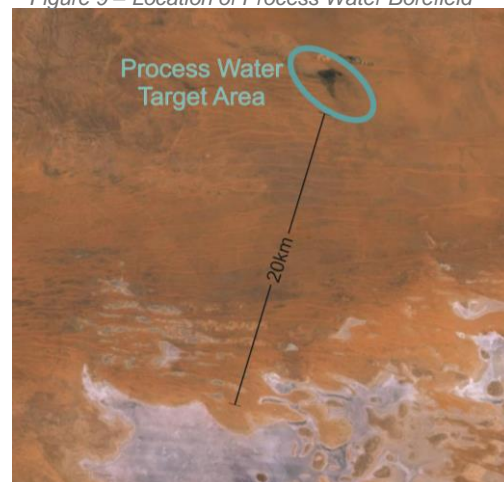 Figure 9 – Location of Process Water Borefield
Process Water
Target Area
20km